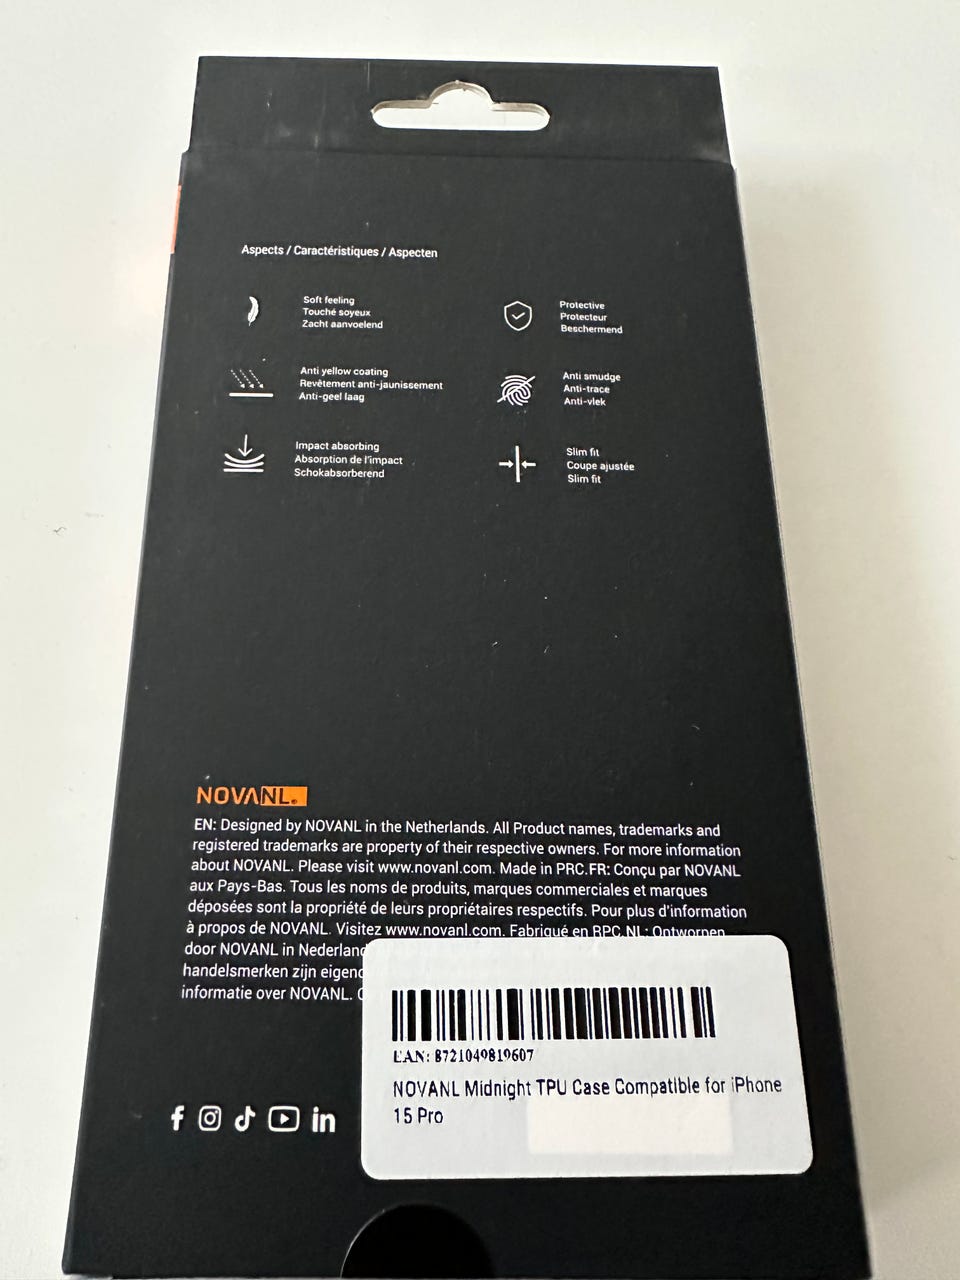 Aspects / Caractéristiques / Aspecten
Soft feeling
Touché soyeux
Zacht aanvoelend
Protective
Protecteur
Beschermend
Anti yellow coating
Revêtement anti-jaunissement
Anti-geel laag
Anti smudge
Anti-trace
Anti-vlek
Impact absorbing
Absorption de l'impact
Schokabsorberend
Slim fit
Coupe ajustée
Slim fit
NOVANL®
EN: Designed by NOVANL in the Netherlands. All Product names, trademarks and
registered trademarks are property of their respective owners. For more information
about NOVANL. Please visit www.novanl.com. Made in PRC.FR: Conçu par NOVANL
aux Pays-Bas. Tous les noms de produits, marques commerciales et marques
déposées sont la propriété de leurs propriétaires respectifs. Pour plus d'information
à propos de NOVANL. Visitez www.novanl.com. Fabriqué en RPC.NL: Ontworpen
door NOVANL in Nederland
handelsmerken zijn
informatie over NOVANL.
EAN: 8721049819607
NOVANL Midnight TPU Case Compatible for iPhone
15 Pro